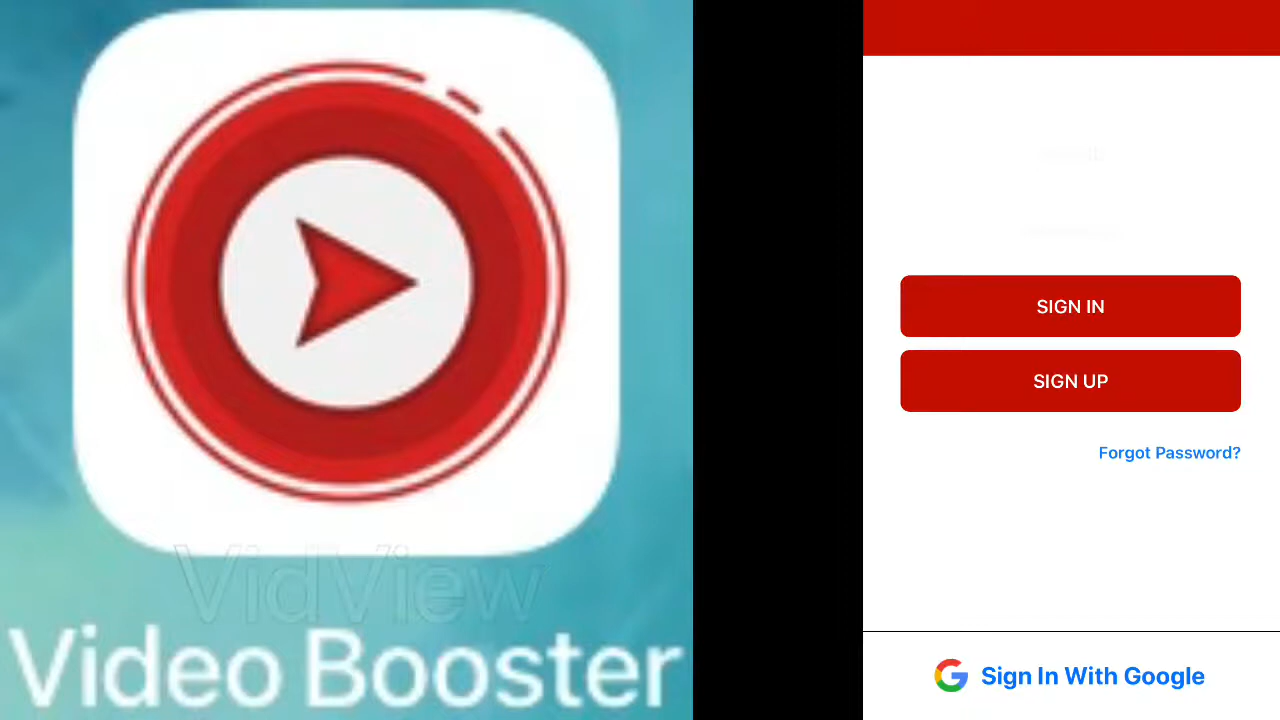 VidView
Video Booster
SIGN IN
SIGN UP
Forgot Password?
Sign In With Google